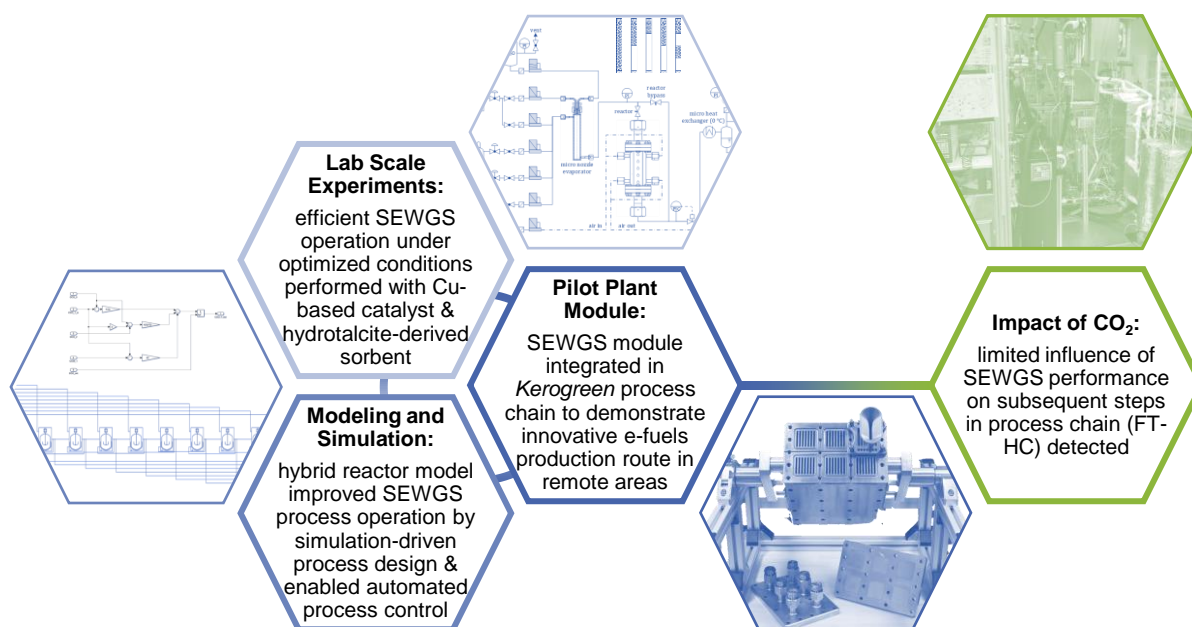 vent
reactor
bypass
reactor
micro heat
exchanger (0 °C)
micro nozzle
evaporator
air in
air out
Lab Scale
Experiments:
efficient SEWGS
operation under
optimized conditions
performed with Cu-
based catalyst &
hydrotalcite-derived
sorbent
Pilot Plant
Module:
SEWGS module
integrated in
Kerogreen process
chain to demonstrate
innovative e-fuels
production route in
remote areas
Impact of CO₂:
limited influence of
SEWGS performance
on subsequent steps
in process chain (FT-
HC) detected
Modeling and
Simulation:
hybrid reactor model
improved SEWGS
process operation by
simulation-driven
process design &
enabled automated
process control